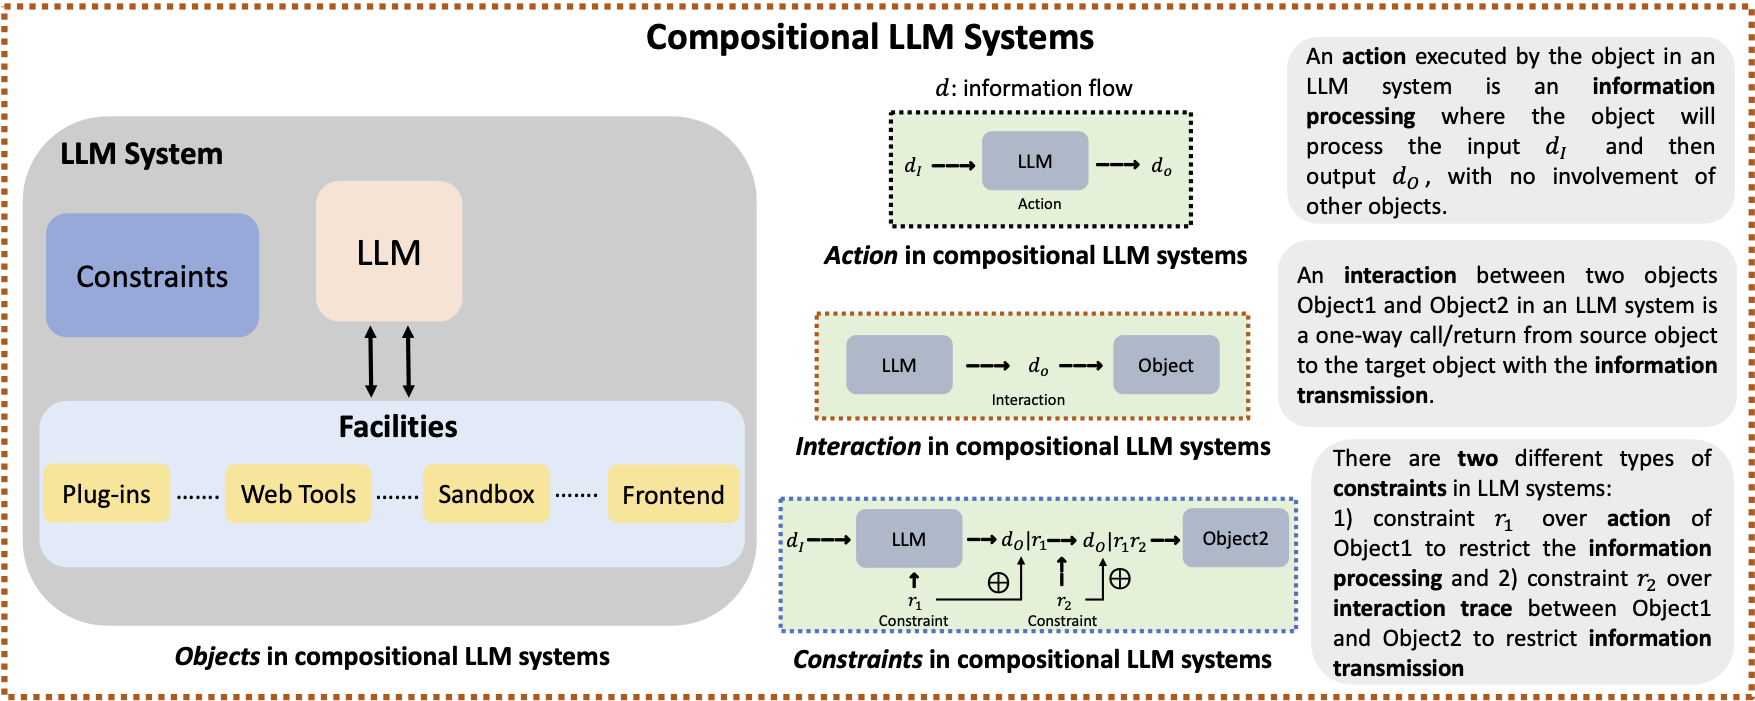 Compositional LLM Systems
LLM System
Constraints
LLM
Facilities
Plug-ins ....... Web Tools ....... Sandbox ....... Frontend
Objects in compositional LLM systems
d: information flow
d_I LLM d_o
Action
Action in compositional LLM systems
LLM d_o Object
Interaction
Interaction in compositional LLM systems
d_I LLM d_O|r_1 d_O|r_1r_2 Object2
⊕ ⊕
r_1 r_2
Constraint Constraint
Constraints in compositional LLM systems
An action executed by the object in an
LLM system is an information
processing where the object will
process the input d_I and then
output d_O, with no involvement of
other objects.
An interaction between two objects
Object1 and Object2 in an LLM system is
a one-way call/return from source object
to the target object with the information
transmission.
There are two different types of
constraints in LLM systems:
1) constraint r_1 over action of
Object1 to restrict the information
processing and 2) constraint r_2 over
interaction trace between Object1
and Object2 to restrict information
transmission